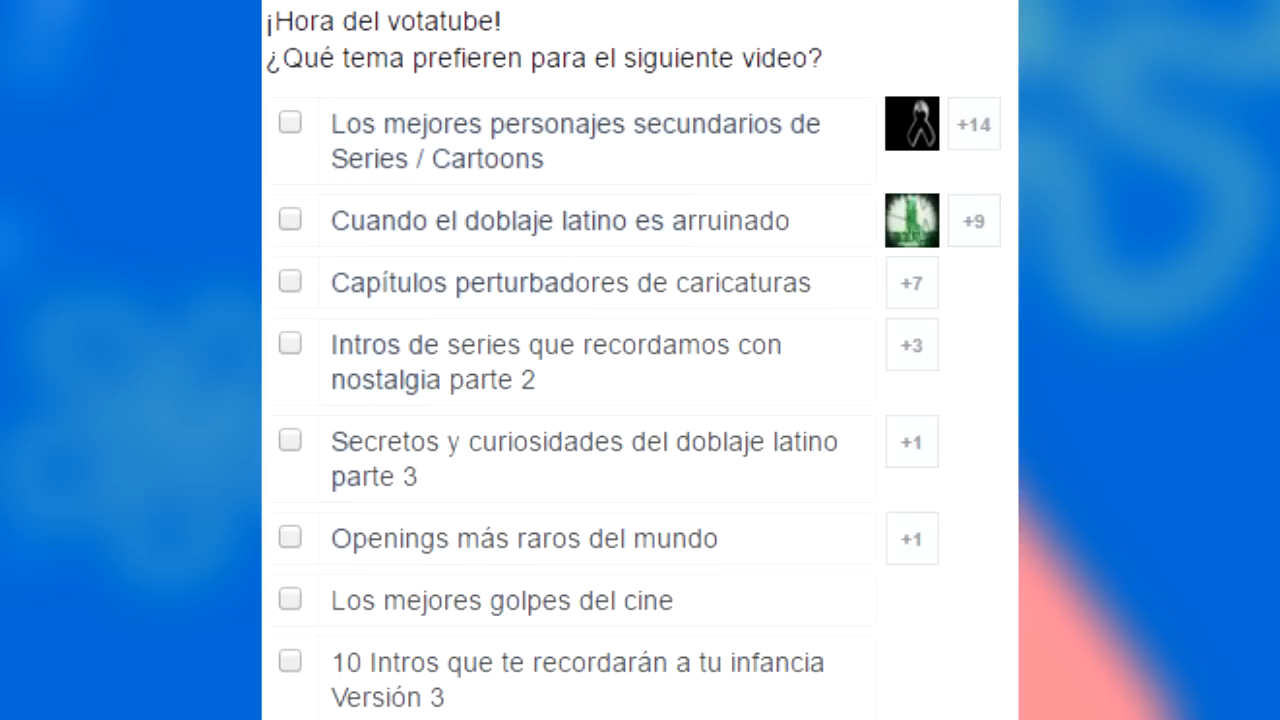 ¡Hora del votatube!
¿Qué tema prefieren para el siguiente video?
Los mejores personajes secundarios de
Series / Cartoons
+14
Cuando el doblaje latino es arruinado
+9
Capítulos perturbadores de caricaturas
+7
Intros de series que recordamos con
nostalgia parte 2
+3
Secretos y curiosidades del doblaje latino
parte 3
+1
Openings más raros del mundo
+1
Los mejores golpes del cine
10 Intros que te recordarán a tu infancia
Versión 3